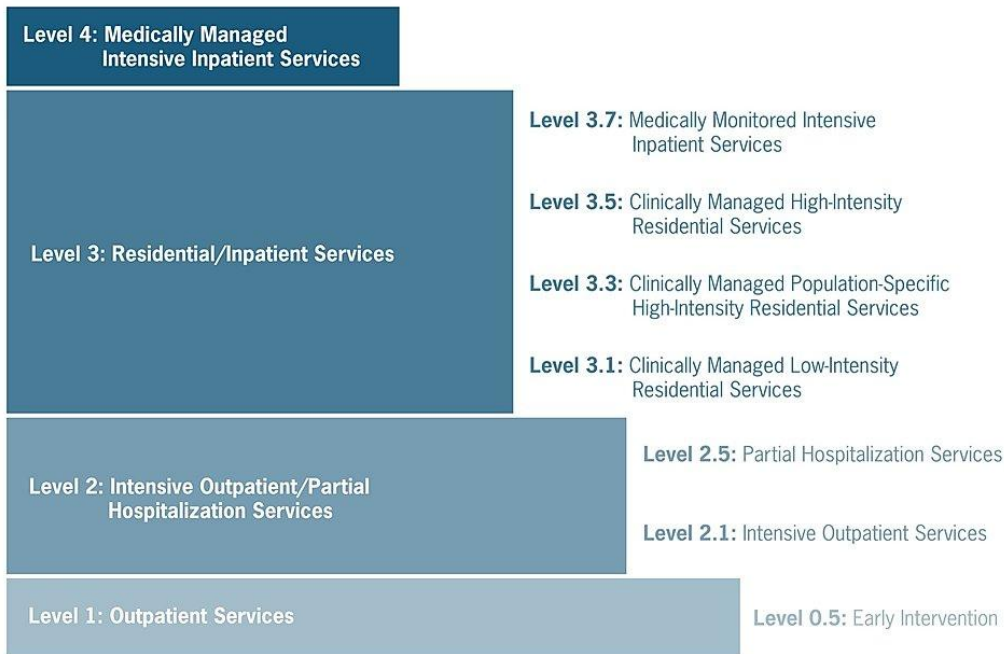 Level 4: Medically Managed
Intensive Inpatient Services
Level 3.7: Medically Monitored Intensive
Inpatient Services
Level 3.5: Clinically Managed High-Intensity
Residential Services
Level 3: Residential/Inpatient Services
Level 3.3: Clinically Managed Population-Specific
High-Intensity Residential Services
Level 3.1: Clinically Managed Low-Intensity
Residential Services
Level 2.5: Partial Hospitalization Services
Level 2: Intensive Outpatient/Partial
Hospitalization Services
Level 2.1: Intensive Outpatient Services
Level 1: Outpatient Services
Level 0.5: Early Intervention